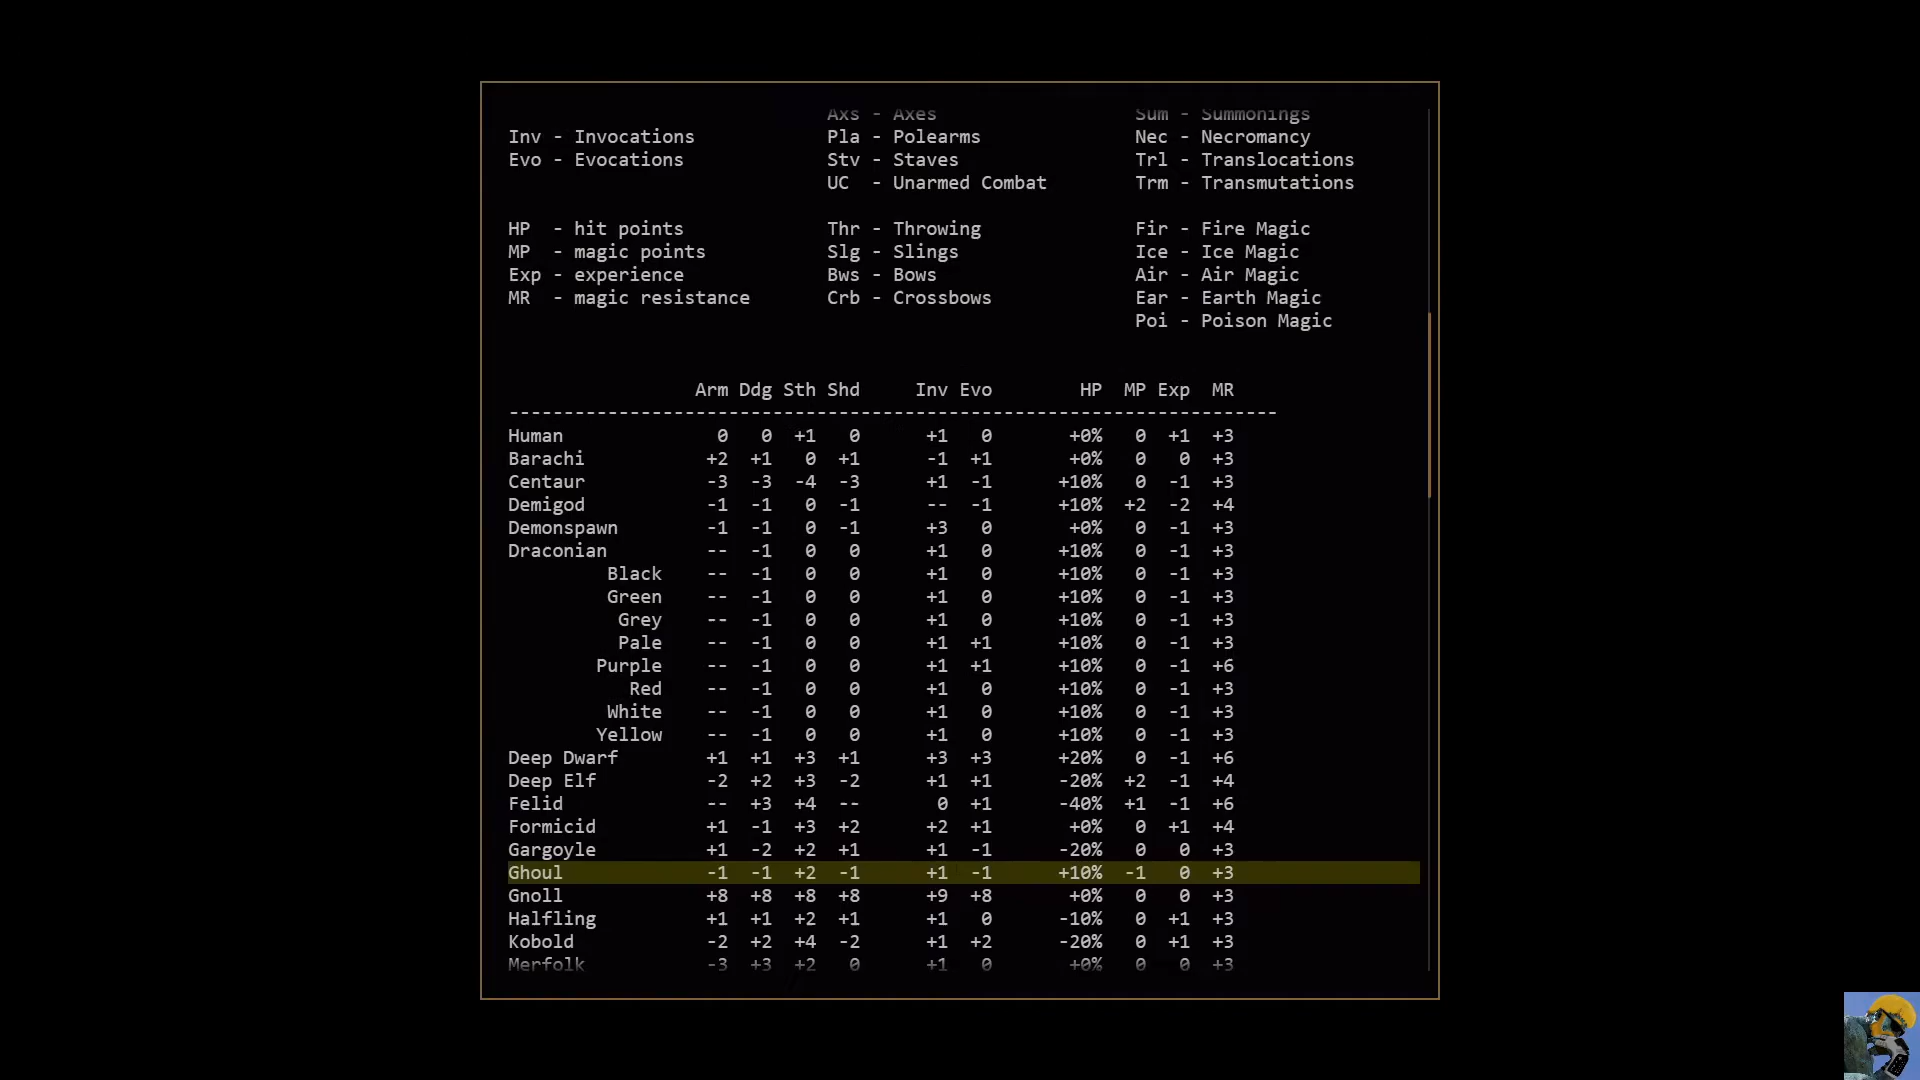 Axs - Axes Sum - Summonings
Inv - Invocations Pla - Polearms Nec - Necromancy
Evo - Evocations Stv - Staves Trl - Translocations
UC - Unarmed Combat Trm - Transmutations
HP - hit points Thr - Throwing Fir - Fire Magic
MP - magic points Slg - Slings Ice - Ice Magic
Exp - experience Bws - Bows Air - Air Magic
MR - magic resistance Crb - Crossbows Ear - Earth Magic
Poi - Poison Magic
Arm Ddg Sth Shd Inv Evo HP MP Exp MR
----------------------------------------------------------------------
Human 0 0 +1 0 +1 0 +0% 0 +1 +3
Barachi +2 +1 0 +1 -1 +1 +0% 0 0 +3
Centaur -3 -3 -4 -3 +1 -1 +10% 0 -1 +3
Demigod -1 -1 0 -1 -- -1 +10% +2 -2 +4
Demonspawn -1 -1 0 -1 +3 0 +0% 0 -1 +3
Draconian -- -1 0 0 +1 0 +10% 0 -1 +3
Black -- -1 0 0 +1 0 +10% 0 -1 +3
Green -- -1 0 0 +1 0 +10% 0 -1 +3
Grey -- -1 0 0 +1 0 +10% 0 -1 +3
Pale -- -1 0 0 +1 +1 +10% 0 -1 +3
Purple -- -1 0 0 +1 +1 +10% 0 -1 +6
Red -- -1 0 0 +1 0 +10% 0 -1 +3
White -- -1 0 0 +1 0 +10% 0 -1 +3
Yellow -- -1 0 0 +1 0 +10% 0 -1 +3
Deep Dwarf +1 +1 +3 +1 +3 +3 +20% 0 -1 +6
Deep Elf -2 +2 +3 -2 +1 +1 -20% +2 -1 +4
Felid -- +3 +4 -- 0 +1 -40% +1 -1 +6
Formicid +1 -1 +3 +2 +2 +1 +0% 0 +1 +4
Gargoyle +1 -2 +2 +1 +1 -1 -20% 0 0 +3
Ghoul -1 -1 +2 -1 +1 -1 +10% -1 0 +3
Gnoll +8 +8 +8 +8 +9 +8 +0% 0 0 +3
Halfling +1 +1 +2 +1 +1 0 -10% 0 +1 +3
Kobold -2 +2 +4 -2 +1 +2 -20% 0 +1 +3
Merfolk -3 +3 +2 0 +1 0 +0% 0 0 +3